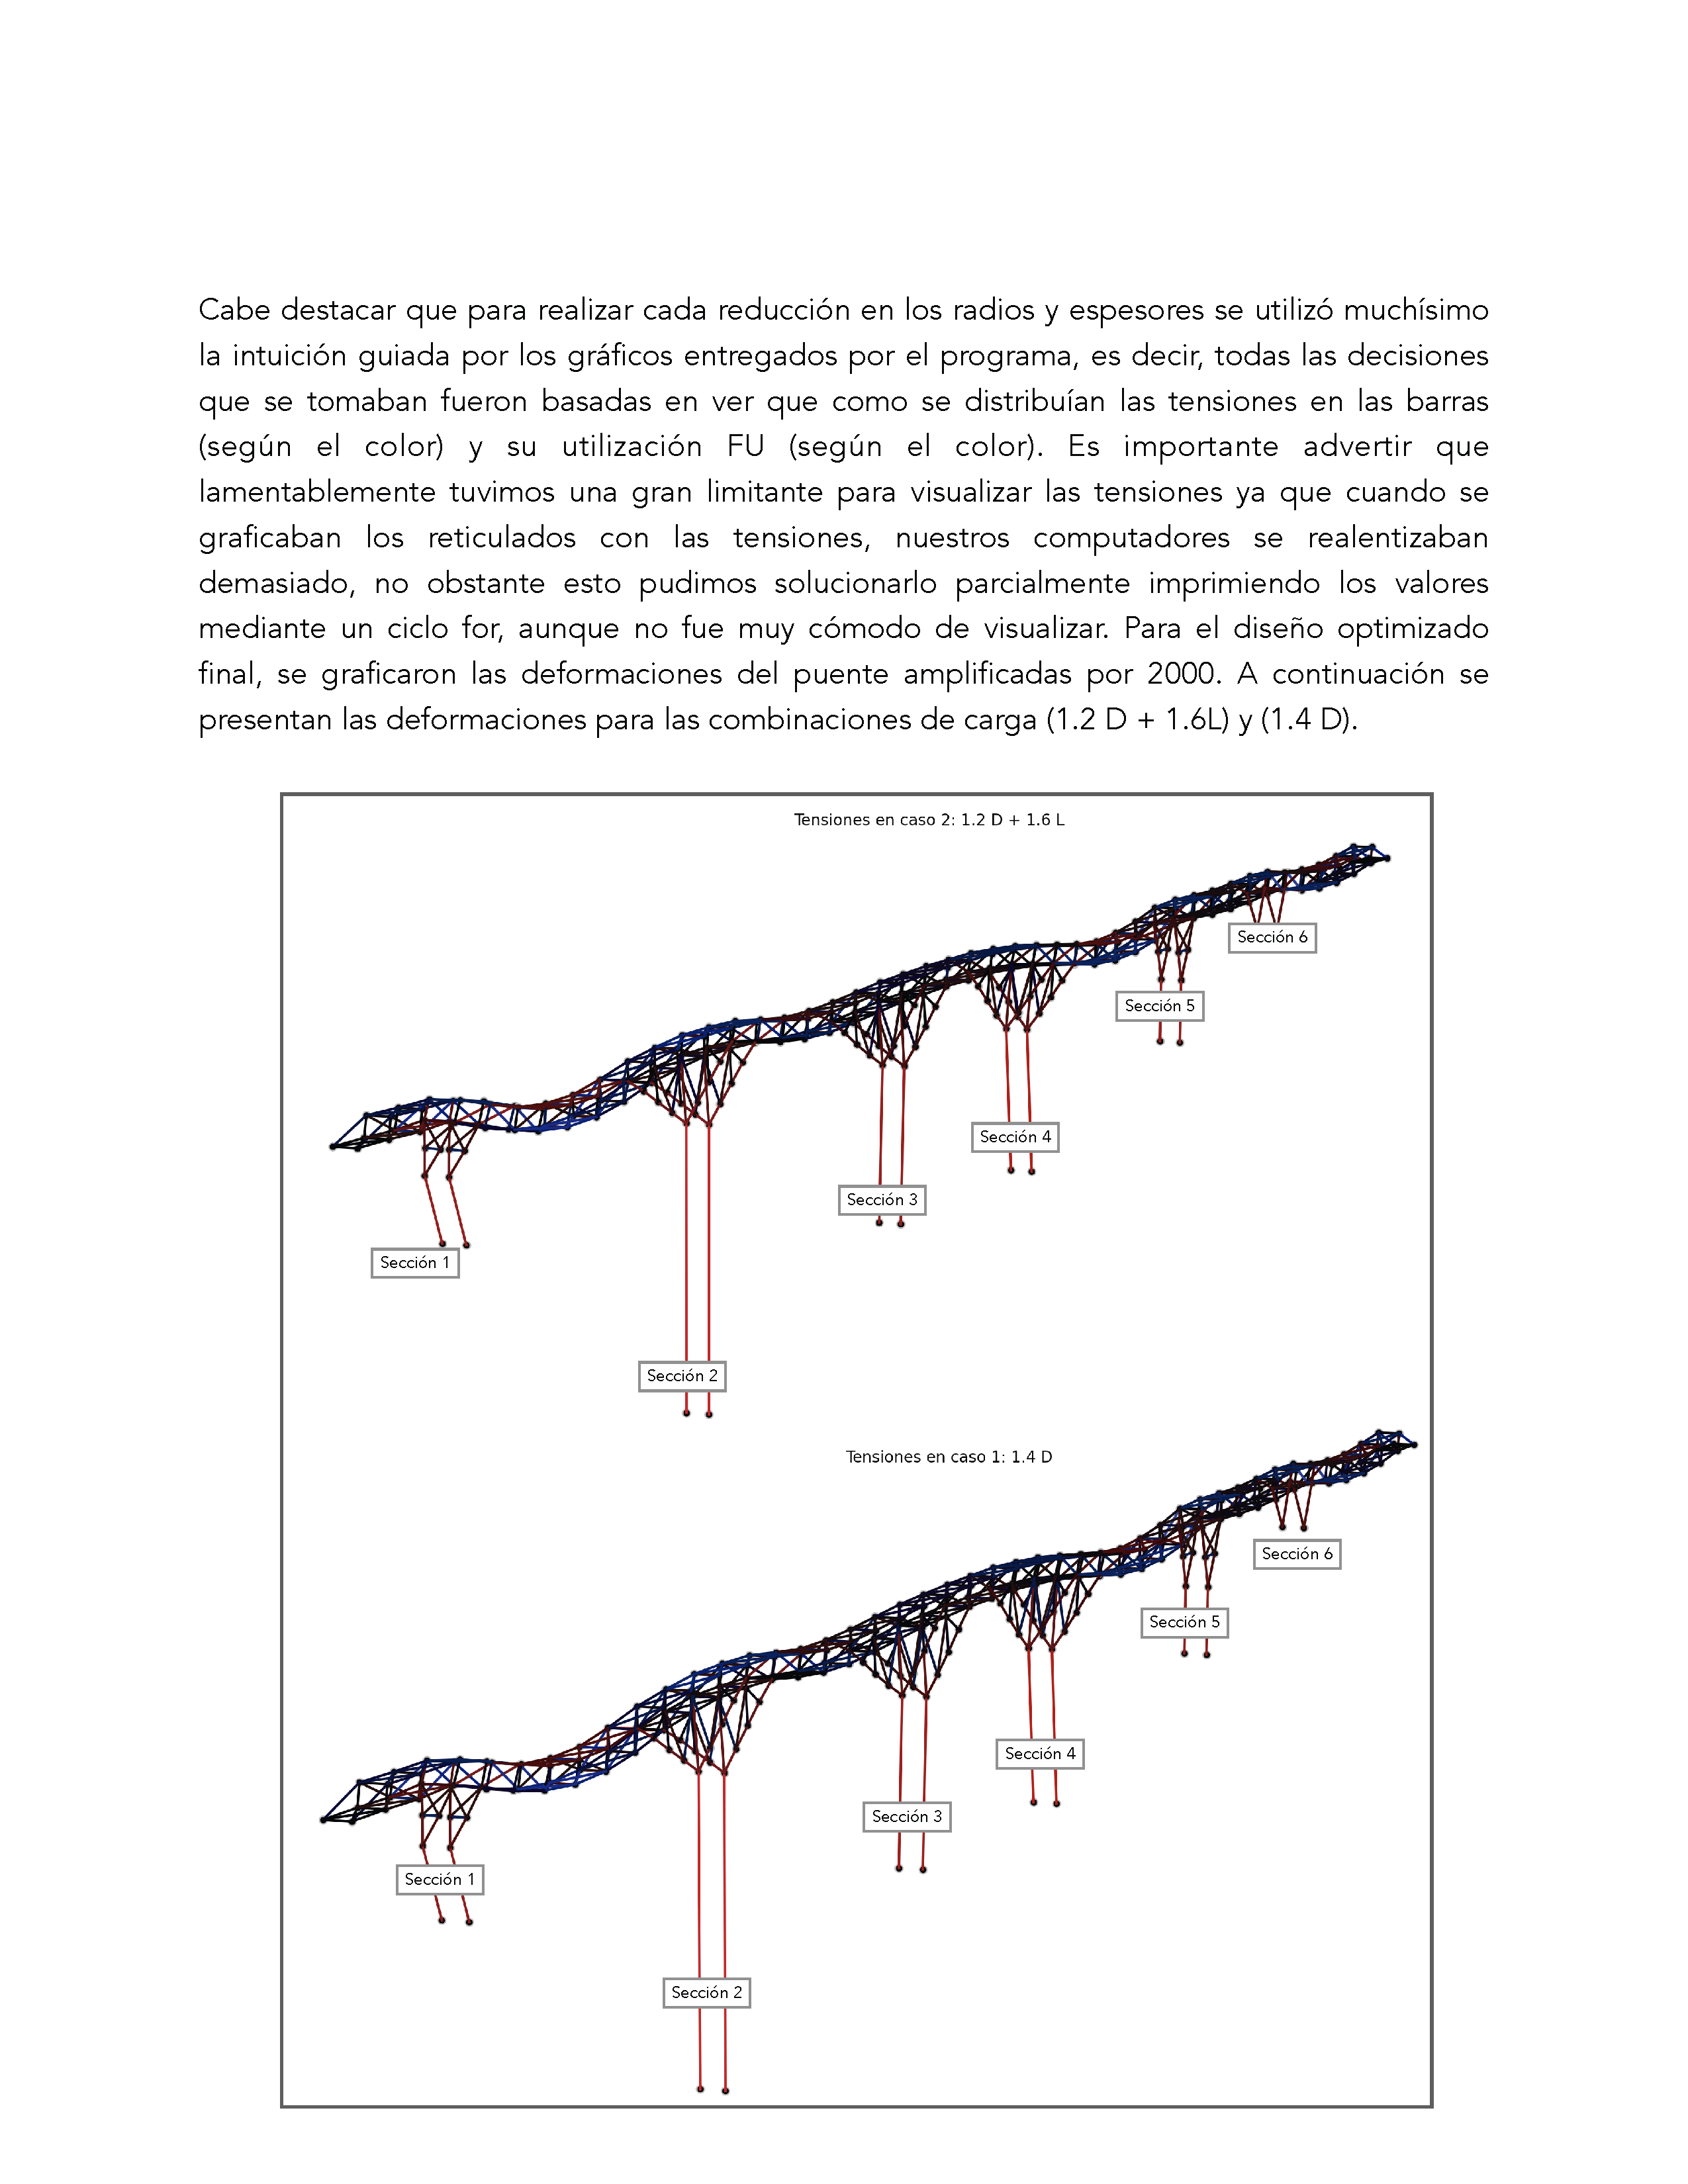 Cabe destacar que para realizar cada reducción en los radios y espesores se utilizó muchísimo
la intuición guiada por los gráficos entregados por el programa, es decir, todas las decisiones
que se tomaban fueron basadas en ver que como se distribuían las tensiones en las barras
(según el color) y su utilización FU (según el color). Es importante advertir que
lamentablemente tuvimos una gran limitante para visualizar las tensiones ya que cuando se
graficaban los reticulados con las tensiones, nuestros computadores se realentizaban
demasiado, no obstante esto pudimos solucionarlo parcialmente imprimiendo los valores
mediante un ciclo for, aunque no fue muy cómodo de visualizar. Para el diseño optimizado
final, se graficaron las deformaciones del puente amplificadas por 2000. A continuación se
presentan las deformaciones para las combinaciones de carga (1.2 D + 1.6L) y (1.4 D).
Tensiones en caso 2: 1.2 D + 1.6 L
Sección 6
Sección 5
Sección 4
Sección 3
Sección 1
Sección 2
Tensiones en caso 1: 1.4 D
Sección 6
Sección 5
Sección 4
Sección 3
Sección 1
Sección 2